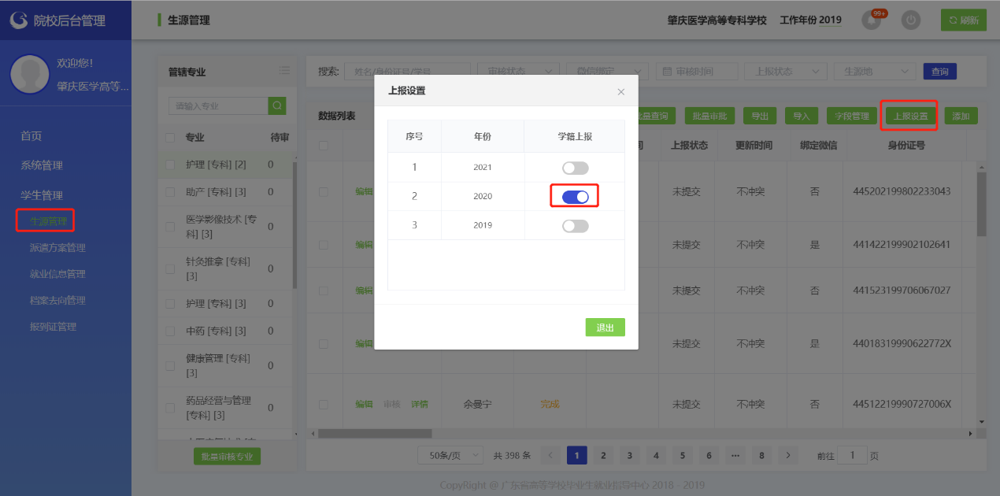 院校后台管理
生源管理
肇庆医学高等专科学校
工作年份 2019
99+
刷新
欢迎您!
肇庆医学高等...
首页
系统管理
学生管理
生源管理
派遣方案管理
就业信息管理
档案去向管理
报到证管理
管辖专业
请输入专业
专业 待审
护理 [专科] [2] 0
助产 [专科] [3] 0
医学影像技术 [专
科] [3] 0
针灸推拿 [专科]
[3] 0
护理 [专科] [3] 0
中药 [专科] [3] 0
健康管理 [专科]
[3] 0
药品经营与管理
[专科] [3] 0
批量审核专业
搜索: 姓名/身份证号/学号 审核状态 微信绑定 审核时间 上报状态 生源地 查询
数据列表 批量查询 批量审批 导出 导入 字段管理 上报设置 添加
间 上报状态 更新时间 绑定微信 身份证号
编辑 未提交 不冲突 否 445202199802233043
编辑 未提交 不冲突 是 441422199902102641
编辑 未提交 不冲突 否 441523199706067027
编辑 未提交 不冲突 是 44018319990622772X
编辑 审核 详情 余曼宁 完成 未提交 不冲突 否 44512219990727006X
上报设置
序号 年份 学籍上报
1 2021
2 2020
3 2019
退出
50条/页 共 398 条 1 2 3 4 5 6 ... 8 前往 1 页
CopyRight @ 广东省高等学校毕业生就业指导中心 2018 - 2019